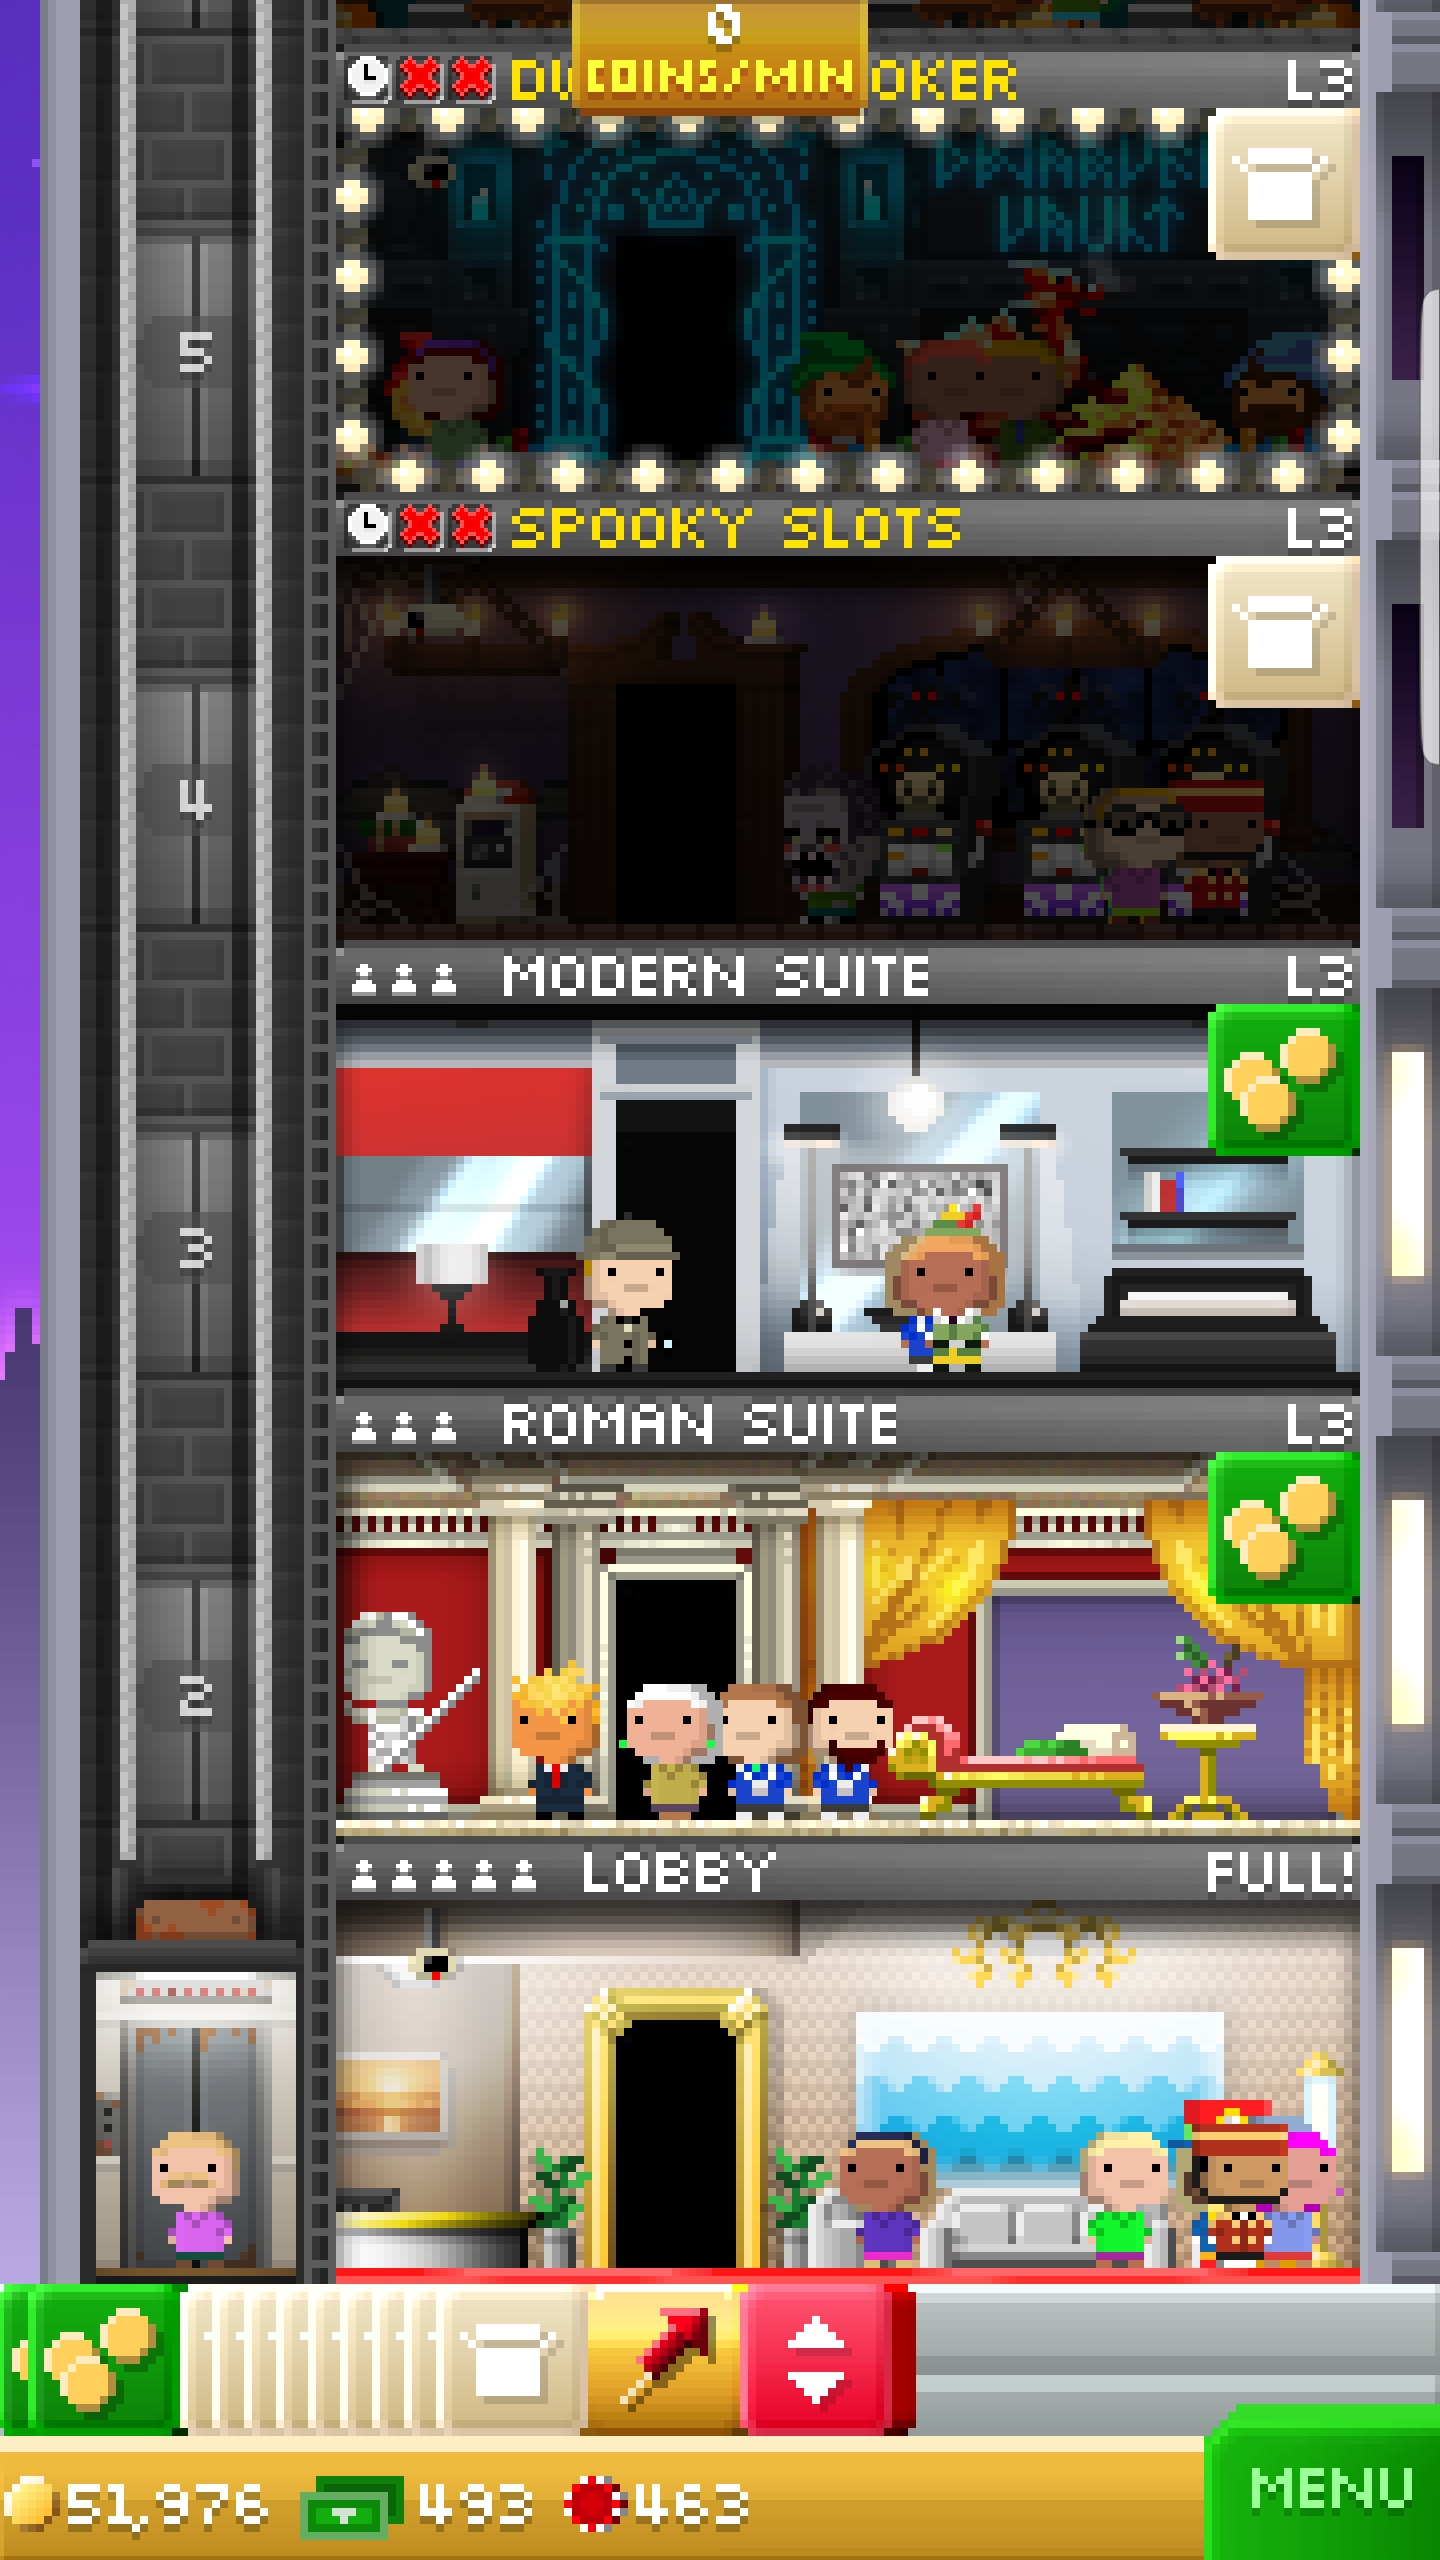 0
COINS/MIN
OKER L3
DWARVEN
VAULT
5
SPOOKY SLOTS L3
4
MODERN SUITE L3
3
ROMAN SUITE L3
2
LOBBY FULL!
51,976 493 463
MENU